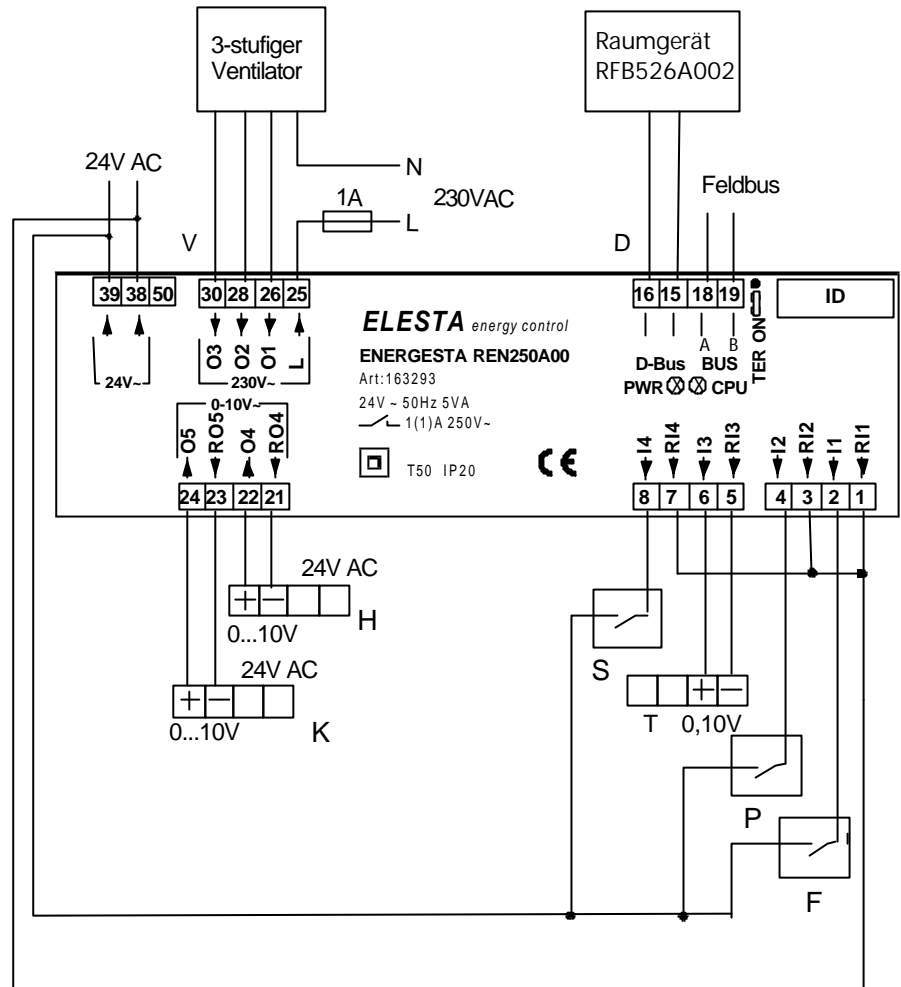 3-stufiger
Ventilator
Raumgerät
RFB526A002
24V AC
N
1A
230VAC
L
Feldbus
V
D
39 38 50
30 28 26 25
16 15 18 19
ID
24V~
O3 O2 O1 L
230V~
ELESTA energy control
ENERGESTA REN250A00
Art:163293
24V ~ 50Hz 5VA
1(1)A 250V~
T50 IP20
CE
A B
D-Bus BUS
PWR CPU
TER ON
0-10V~
O5 RO5 O4 RO4
I4 RI4 I3 RI3
I2 RI2 I1 RI1
24 23 22 21
8 7 6 5
4 3 2 1
24V AC
+ −
H
0...10V
24V AC
+ −
0...10V
K
S
+ −
T
0,10V
P
F